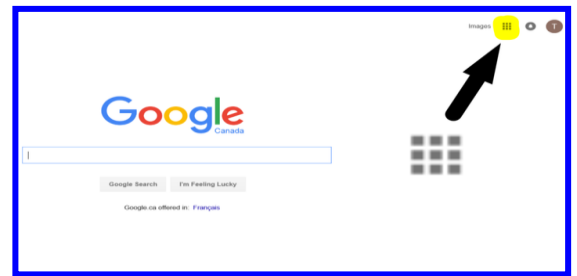 Images T
Google
Canada
Google Search I'm Feeling Lucky
Google.ca offered in: Français